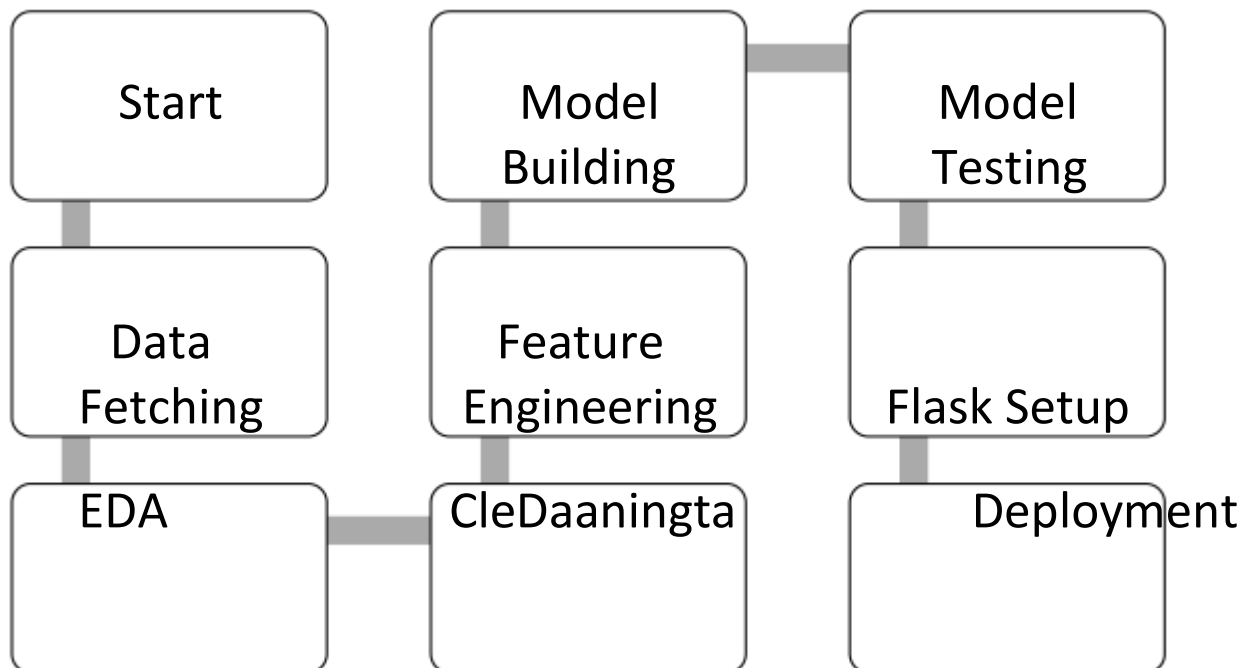 Start
Data
Fetching
EDA
CleDaaningta
Feature
Engineering
Model
Building
Model
Testing
Flask Setup
Deployment